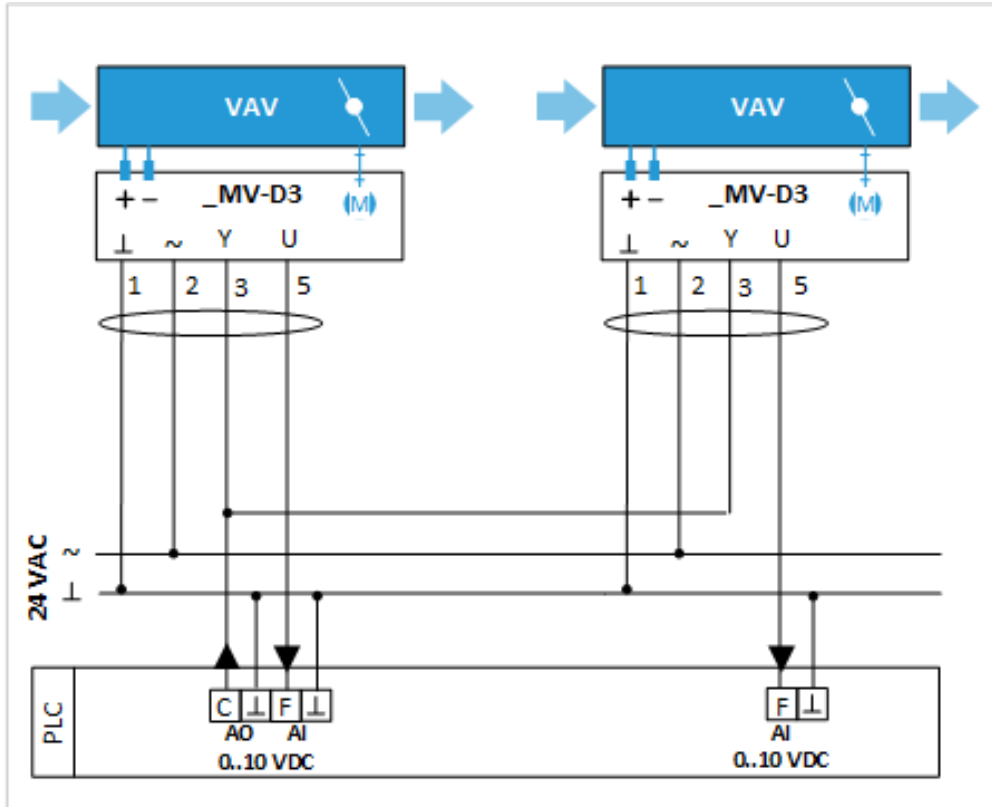 VAV VAV
+ − _MV-D3 (M) + − _MV-D3 (M)
⊥ ~ Y U ⊥ ~ Y U
1 2 3 5 1 2 3 5
24 VAC ~
⊥
PLC
C ⊥ F ⊥ F ⊥
AO AI AI
0..10 VDC 0..10 VDC